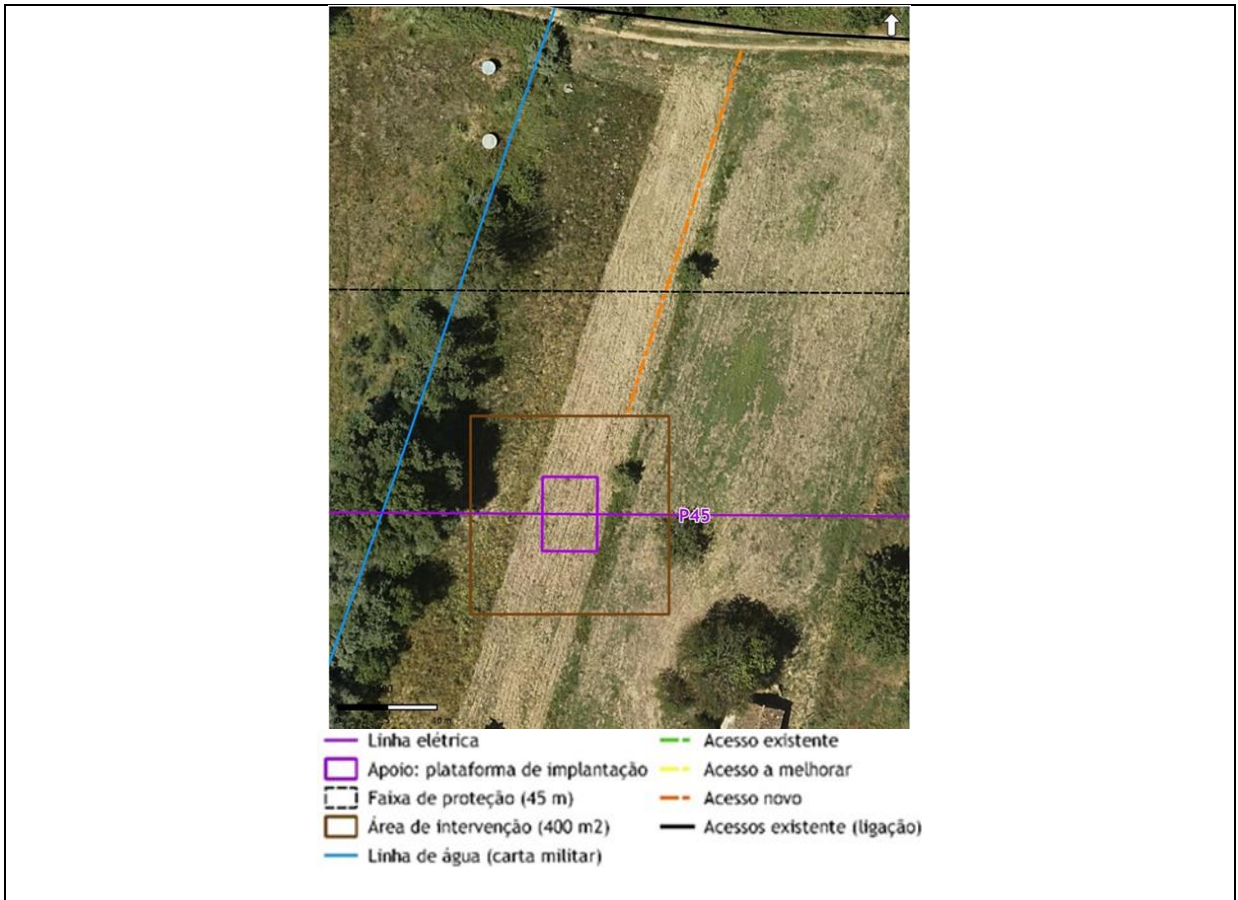 P45
10 m
Linha elétrica
Apoio: plataforma de implantação
Faixa de proteção (45 m)
Área de intervenção (400 m2)
Linha de água (carta militar)
Acesso existente
Acesso a melhorar
Acesso novo
Acessos existente (ligação)